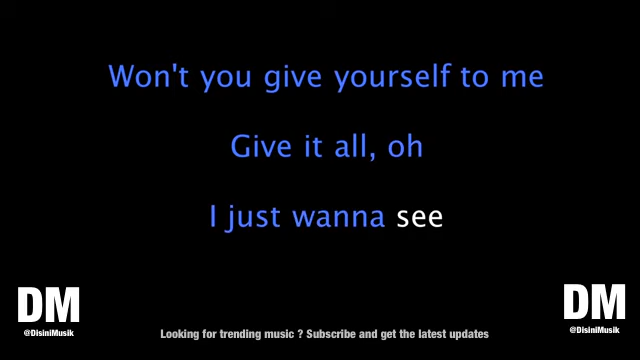 Won't you give yourself to me
Give it all, oh
I just wanna see
DM
@DisiniMusik
DM
@DisiniMusik
Looking for trending music ? Subscribe and get the latest updates